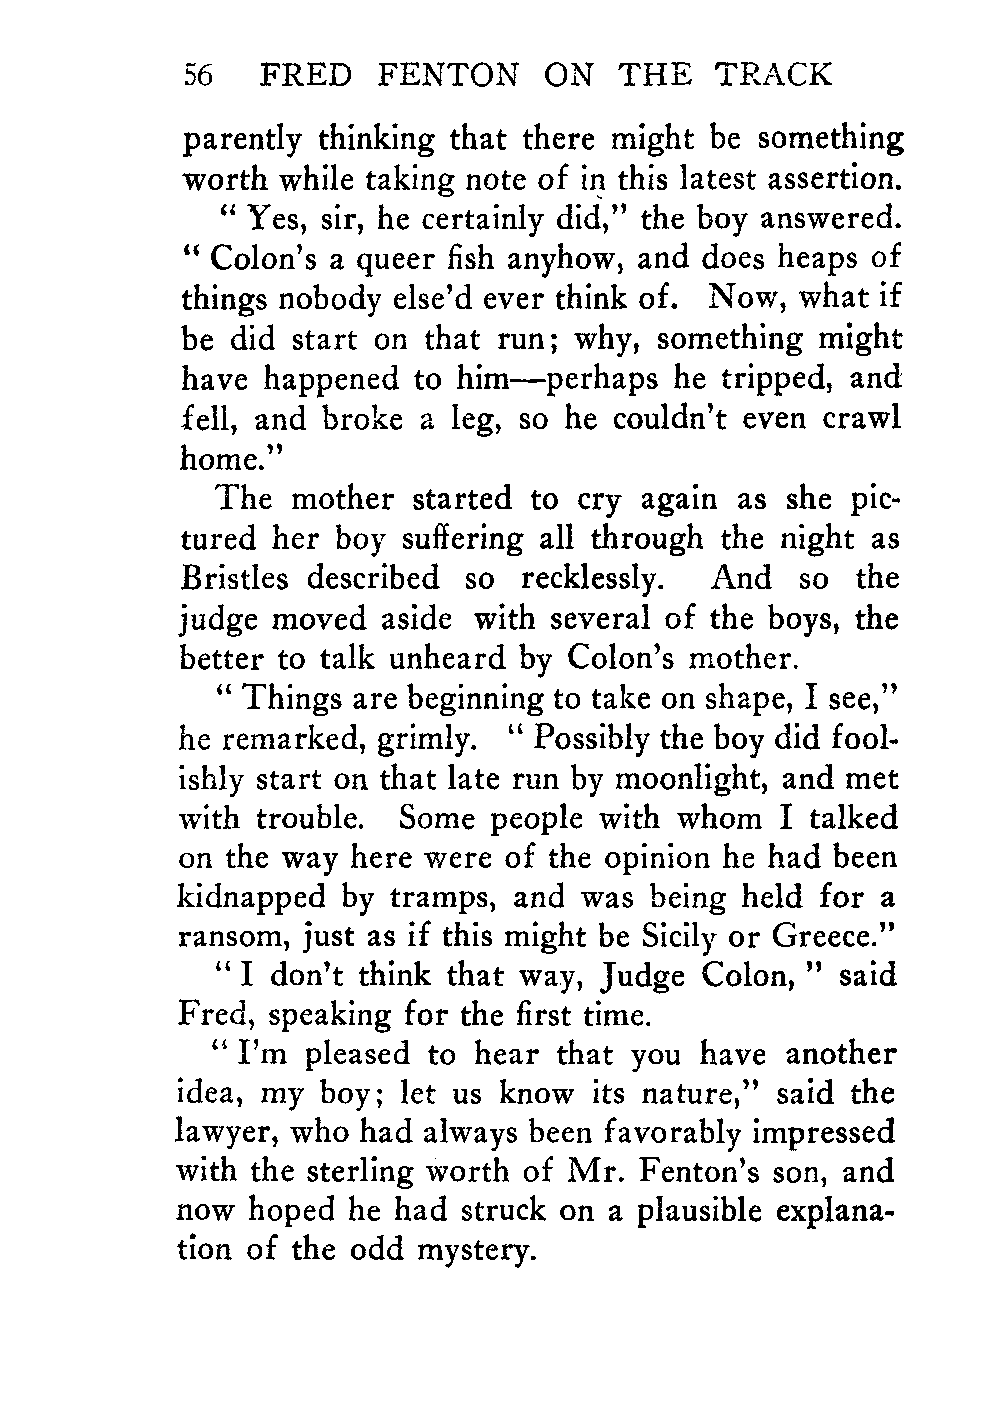 56 FRED FENTON ON THE TRACK
parently thinking that there might be something
worth while taking note of in this latest assertion.
" Yes, sir, he certainly did," the boy answered.
" Colon's a queer fish anyhow, and does heaps of
things nobody else'd ever think of. Now, what if
be did start on that run; why, something might
have happened to him—perhaps he tripped, and
fell, and broke a leg, so he couldn't even crawl
home."
The mother started to cry again as she pic-
tured her boy suffering all through the night as
Bristles described so recklessly. And so the
judge moved aside with several of the boys, the
better to talk unheard by Colon's mother.
" Things are beginning to take on shape, I see,"
he remarked, grimly. " Possibly the boy did fool-
ishly start on that late run by moonlight, and met
with trouble. Some people with whom I talked
on the way here were of the opinion he had been
kidnapped by tramps, and was being held for a
ransom, just as if this might be Sicily or Greece."
" I don't think that way, Judge Colon, " said
Fred, speaking for the first time.
" I'm pleased to hear that you have another
idea, my boy; let us know its nature," said the
lawyer, who had always been favorably impressed
with the sterling worth of Mr. Fenton's son, and
now hoped he had struck on a plausible explana-
tion of the odd mystery.